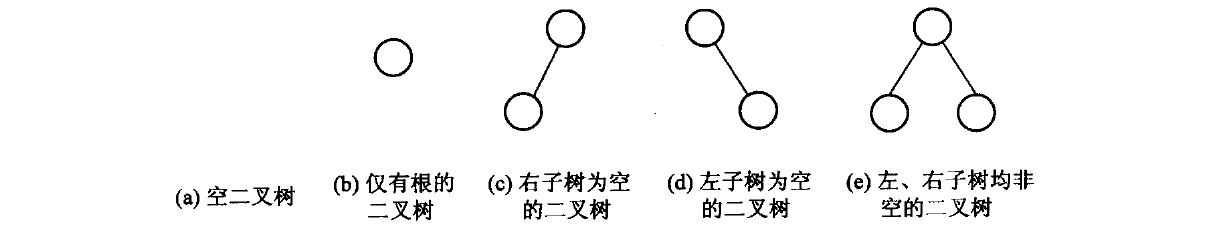 (a) 空二叉树
(b) 仅有根的
二叉树
(c) 右子树为空
的二叉树
(d) 左子树为空
的二叉树
(e) 左、右子树均非
空的二叉树